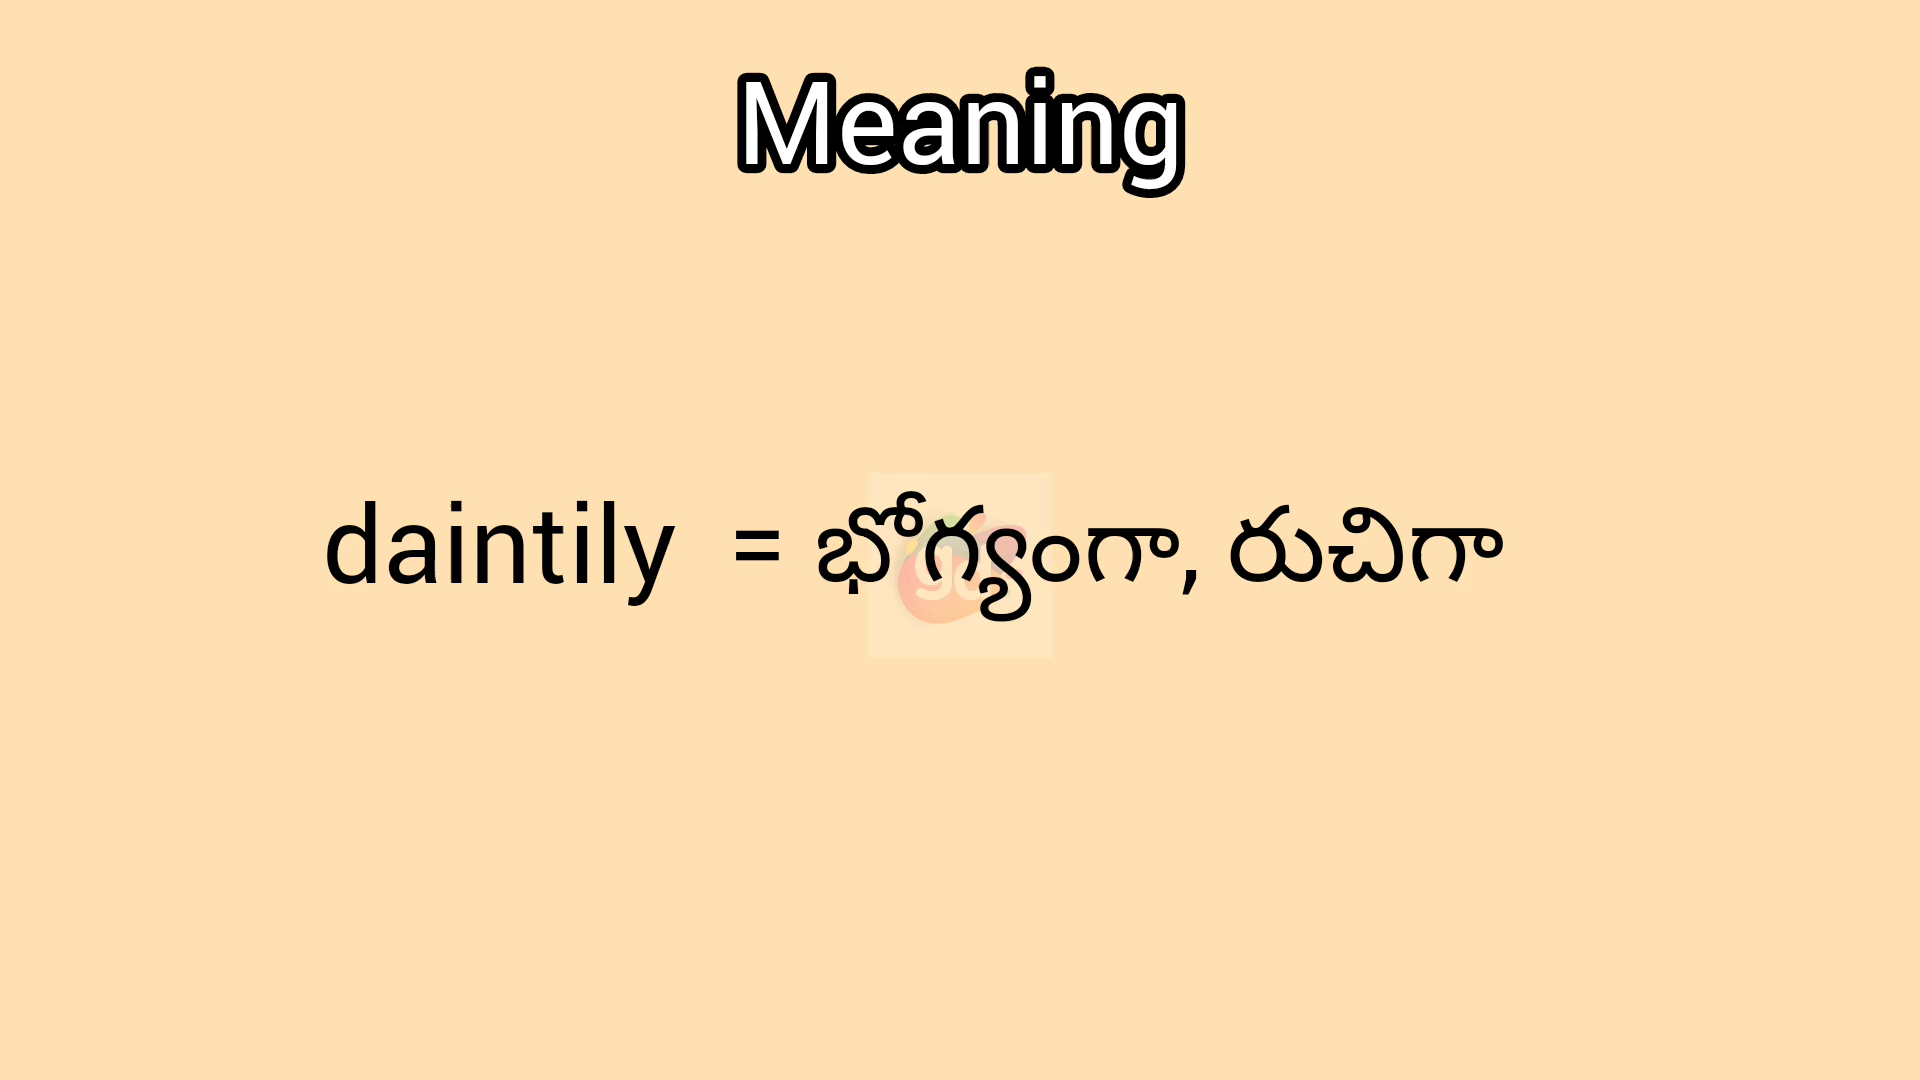 Meaning
daintily = భోగ్యంగా, రుచిగా